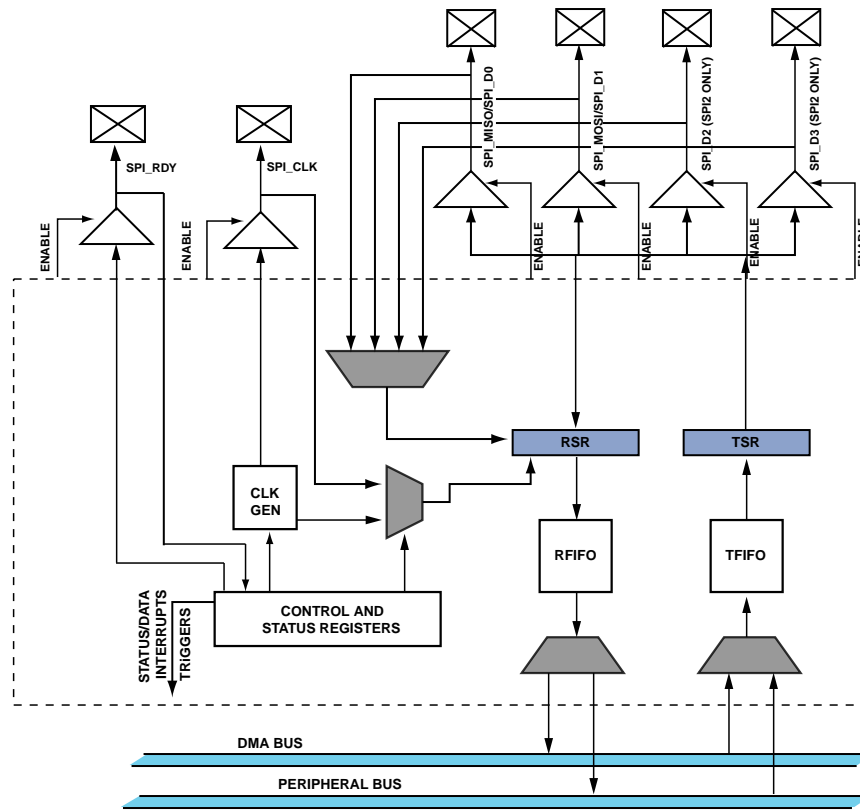 SPI_MISO/SPI_D0
SPI_MOSI/SPI_D1
SPI_D2 (SPI2 ONLY)
SPI_D3 (SPI2 ONLY)
SPI_RDY
SPI_CLK
ENABLE
ENABLE
ENABLE
ENABLE
ENABLE
ENABLE
RSR
TSR
CLK
GEN
RFIFO
TFIFO
CONTROL AND
STATUS REGISTERS
STATUS/DATA
INTERRUPTS
TRIGGERS
DMA BUS
PERIPHERAL BUS